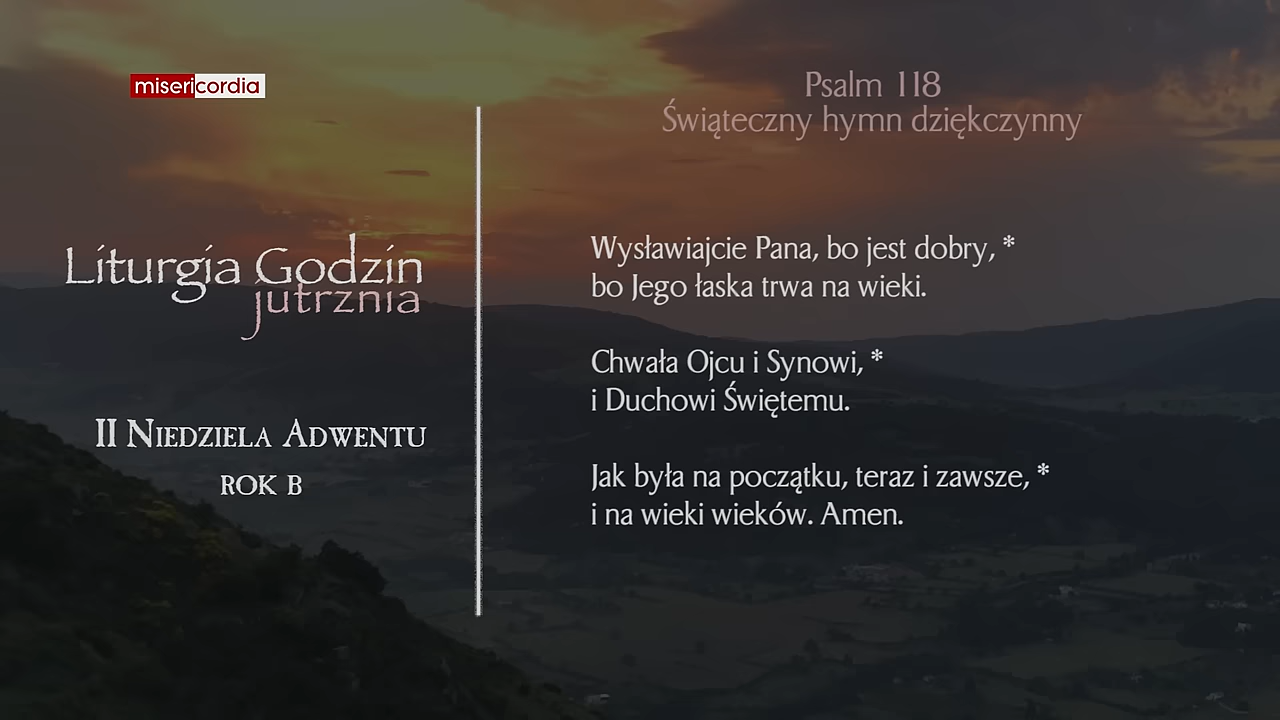 misericordia
Liturgia Godzin
jutrznia
II Niedziela Adwentu
rok B
Psalm 118
Świąteczny hymn dziękczynny
Wysławiajcie Pana, bo jest dobry, *
bo Jego łaska trwa na wieki.
Chwała Ojcu i Synowi, *
i Duchowi Świętemu.
Jak była na początku, teraz i zawsze, *
i na wieki wieków. Amen.